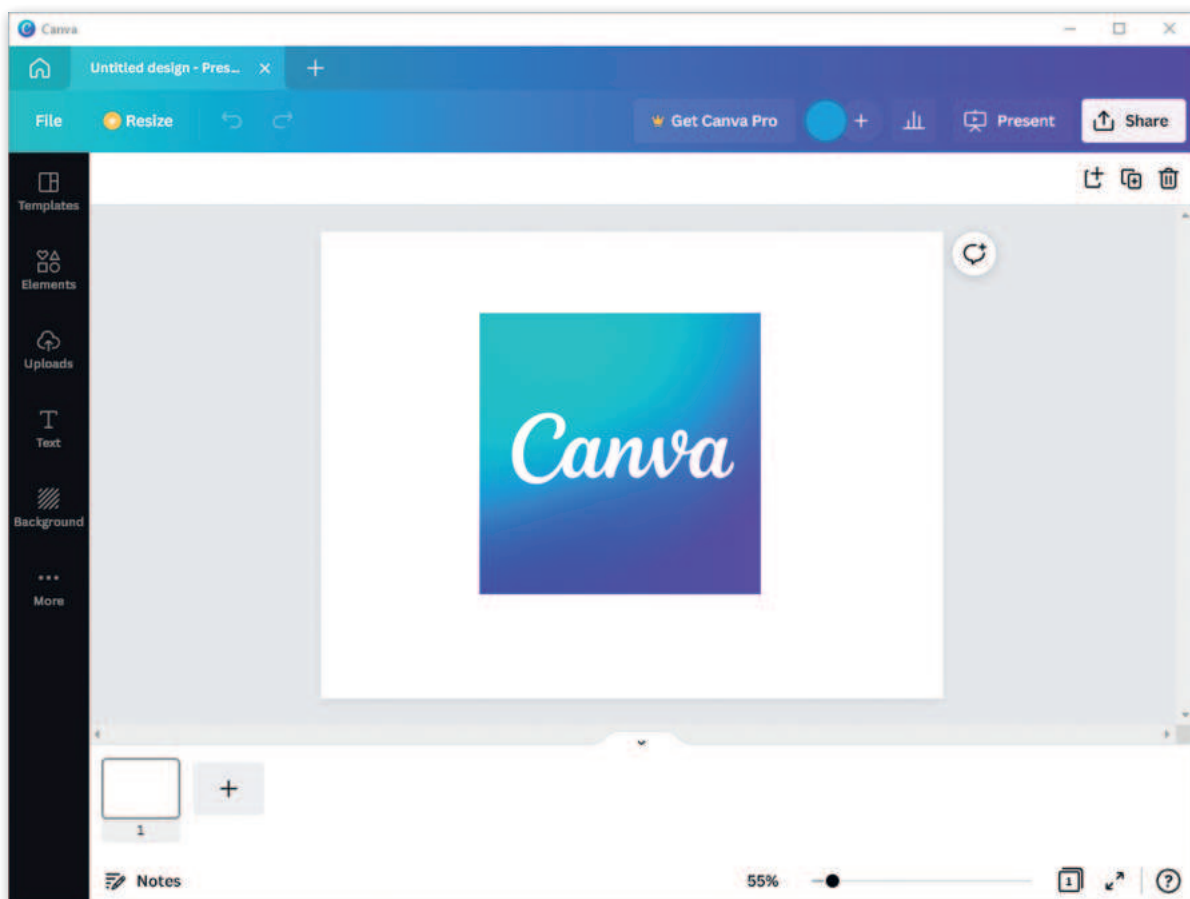 Canva
Untitled design - Pres...
File Resize Get Canva Pro Present Share
Templates
Elements
Uploads
Text
Background
More
Canva
1
Notes 55% 1